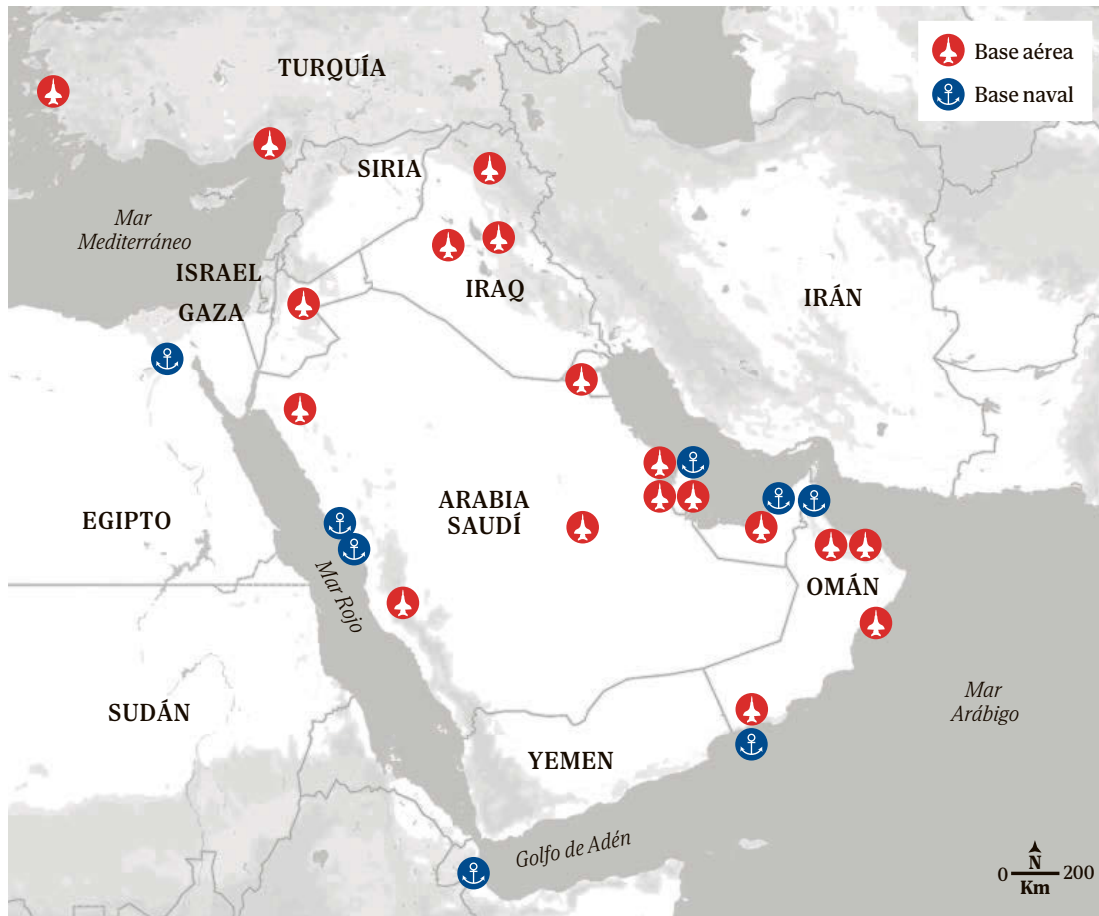 TURQUÍA
Base aérea
Base naval
SIRIA
Mar
Mediterráneo
ISRAEL
GAZA
IRAQ
IRÁN
EGIPTO
ARABIA
SAUDÍ
Mar Rojo
OMÁN
SUDÁN
YEMEN
Mar
Arábigo
Golfo de Adén
N
0 200
Km